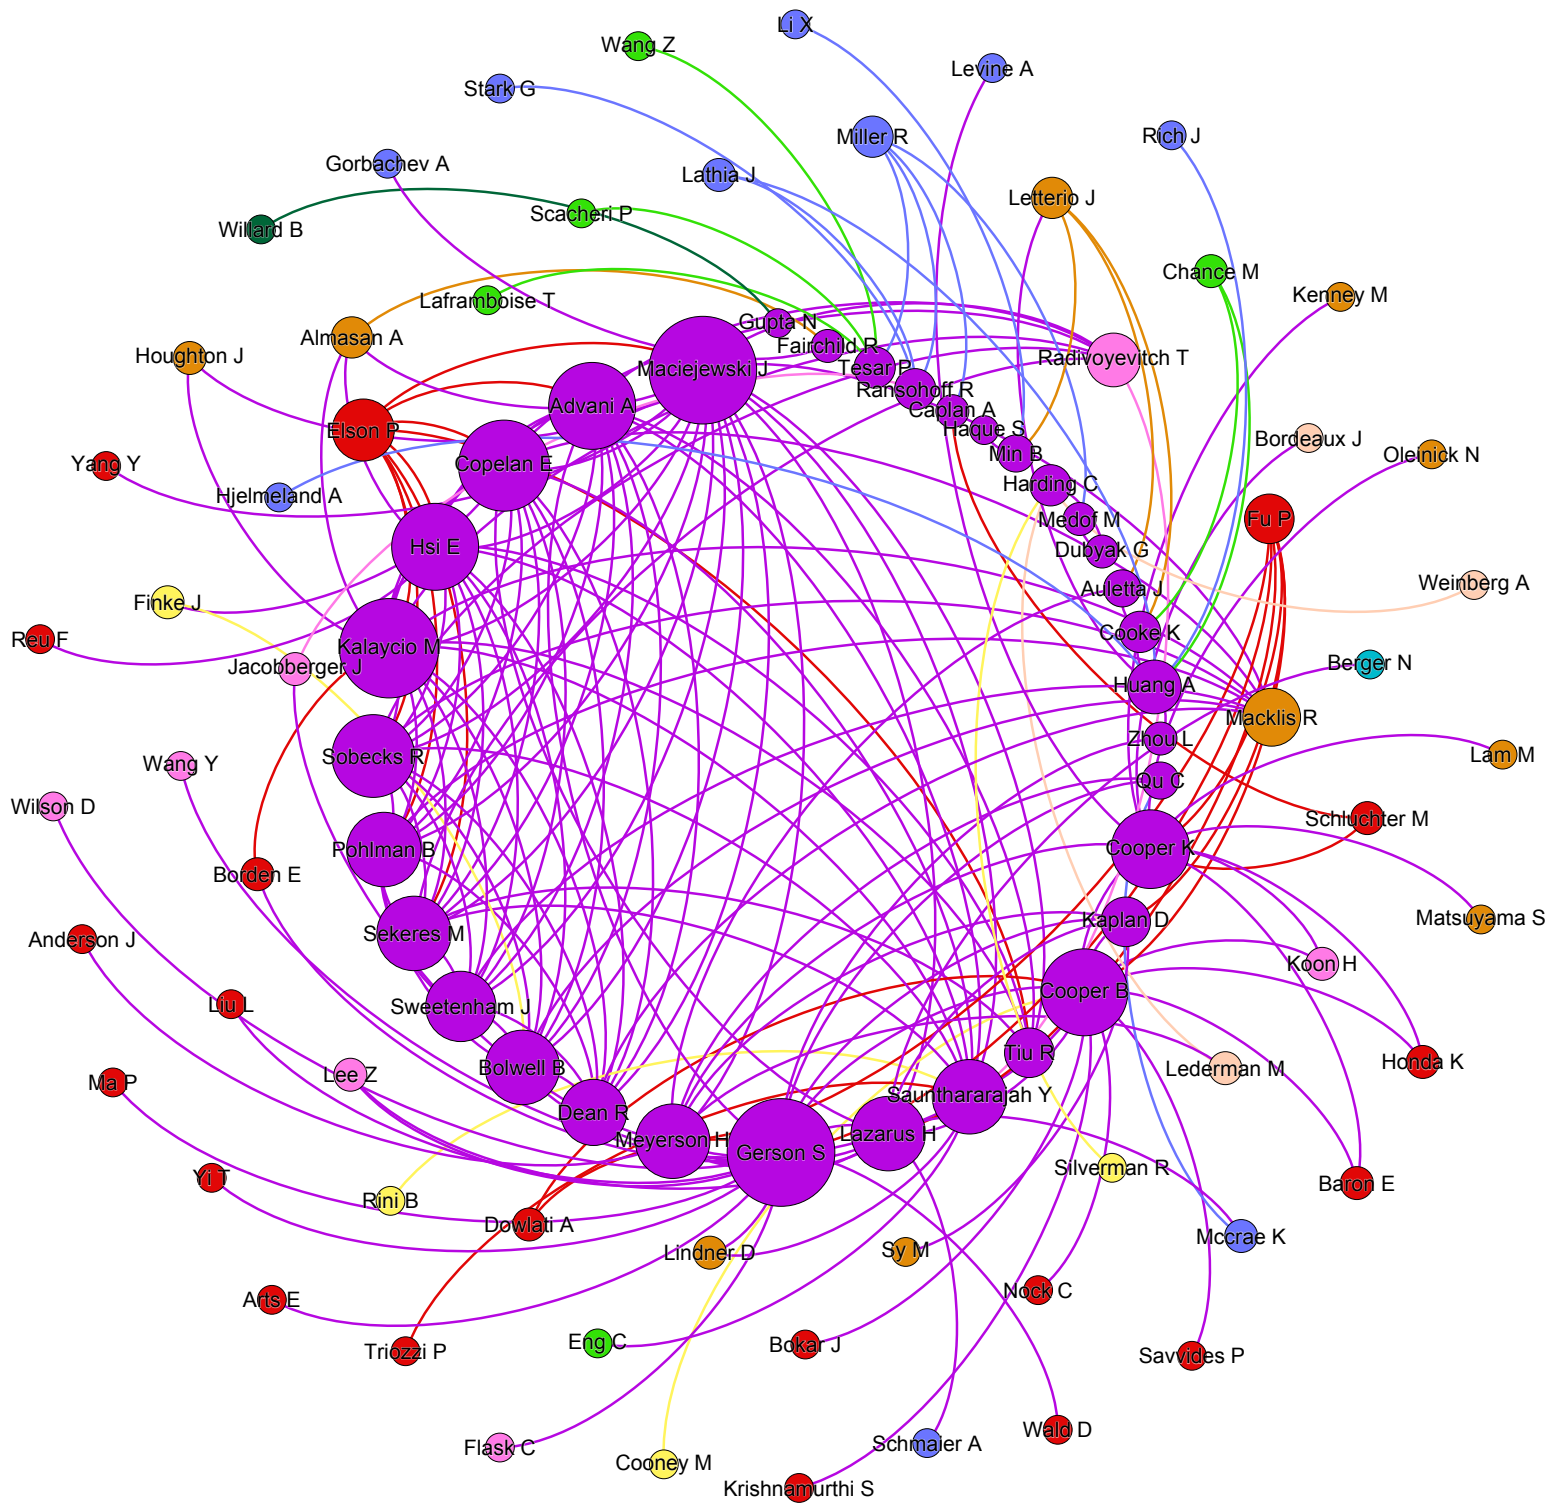 Li X
Wang Z
Levine A
Stark G
Miller R
Rich J
Gorbachev A
Lathia J
Letterio J
Scacheri P
Willard B
Chance M
Kenney M
Laframboise T
Gupta N
Almasan A
Fairchild R
Houghton J
Maciejewski J
Tesar P
Radivoyevitch T
Ransohoff R
Advani A
Caplan A
Elson P
Haque S
Bordeaux J
Min B
Oleinick N
Copelan E
Yang Y
Harding C
Hjelmeland A
Medof M
Fu P
Hsi E
Dubyak G
Auletta J
Weinberg A
Finke J
Cooke K
Reu F
Kalaycio M
Jacobberger J
Berger N
Huang A
Macklis R
Zhou L
Sobecks R
Lam M
Wang Y
Qu C
Wilson D
Schluchter M
Pohlman B
Cooper K
Borden E
Kaplan D
Matsuyama S
Sekeres M
Anderson J
Koon H
Cooper B
Liu L
Sweetenham J
Tiu R
Honda K
Bolwell B
Lederman M
Lee Z
Ma P
Saunthararajah Y
Dean R
Lazarus H
Meyerson H
Gerson S
Silverman R
Yi T
Baron E
Rini B
Dowlati A
Mccrae K
Lindner D
Sy M
Nock C
Arts E
Eng C
Bokar J
Triozzi P
Savvides P
Wald D
Flask C
Schmaier A
Cooney M
Krishnamurthi S